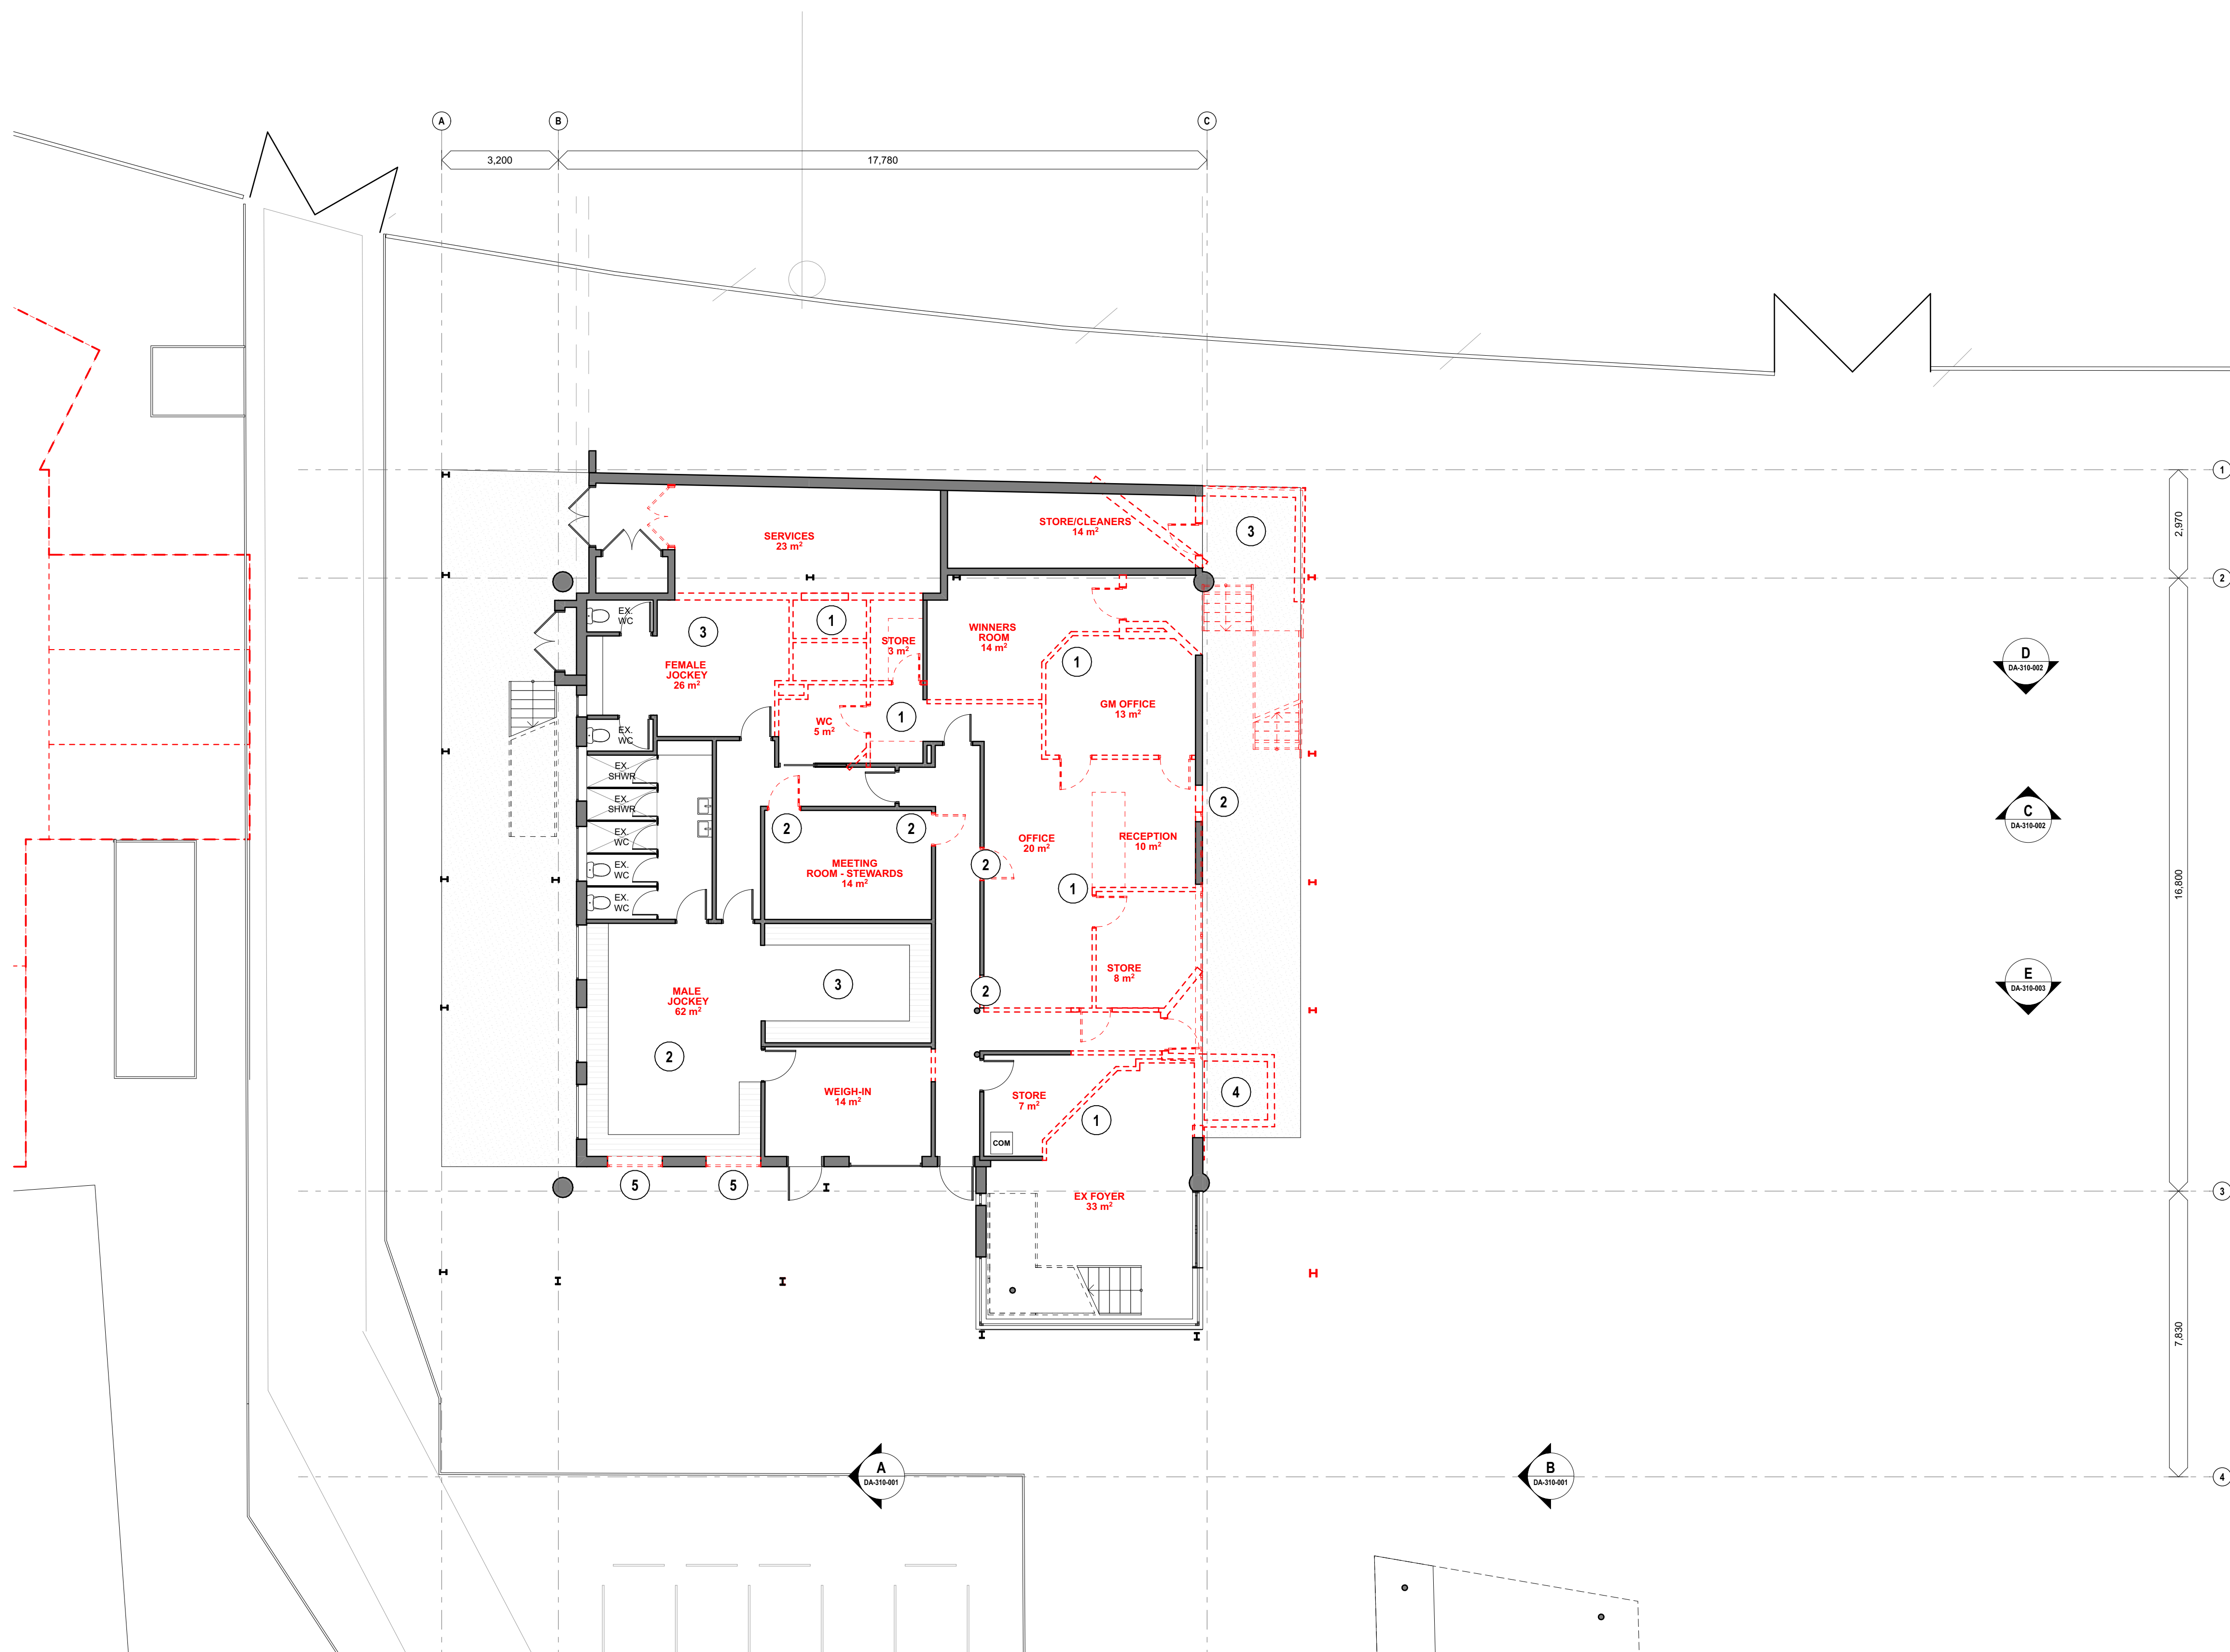 A
B
C
3,200
17,780
1
2,970
SERVICES
23 m²
STORE/CLEANERS
14 m²
3
2
EX.
WC
3
1
STORE
3 m²
WINNERS
ROOM
14 m²
1
D
DA-310-002
FEMALE
JOCKEY
26 m²
GM OFFICE
13 m²
WC
5 m²
1
EX.
WC
EX.
SHWR
EX.
SHWR
2
2
2
C
DA-310-002
EX.
WC
OFFICE
20 m²
RECEPTION
10 m²
MEETING
ROOM - STEWARDS
14 m²
2
EX.
WC
1
16,800
EX.
WC
STORE
8 m²
E
DA-310-003
MALE
JOCKEY
62 m²
3
2
2
WEIGH-IN
14 m²
STORE
7 m²
1
4
COM
5
5
EX FOYER
33 m²
3
7,830
A
DA-310-001
B
DA-310-001
4